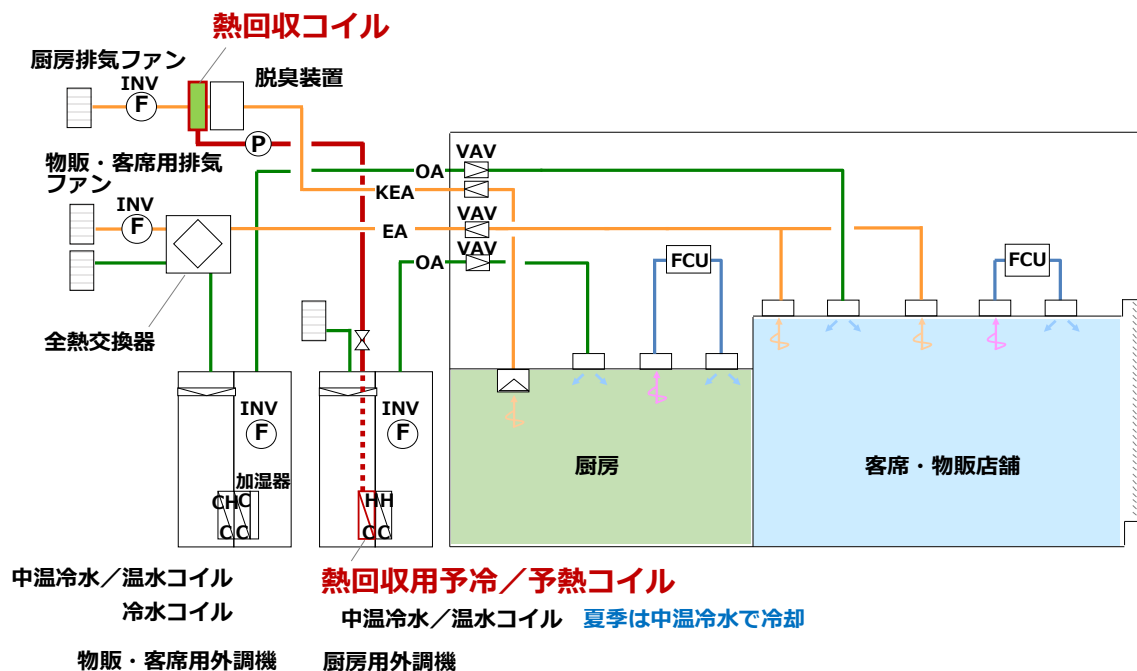 熱回収コイル
厨房排気ファン
INV
F
脱臭装置
P
物販・客席用排気
ファン
INV
F
OA
VAV
KEA
VAV
EA
VAV
OA
FCU
FCU
全熱交換器
INV
F
加湿器
CH
C
C
C
INV
F
H
H
C
C
厨房
客席・物販店舗
中温冷水／温水コイル
冷水コイル
熱回収用予冷／予熱コイル
中温冷水／温水コイル 夏季は中温冷水で冷却
物販・客席用外調機
厨房用外調機